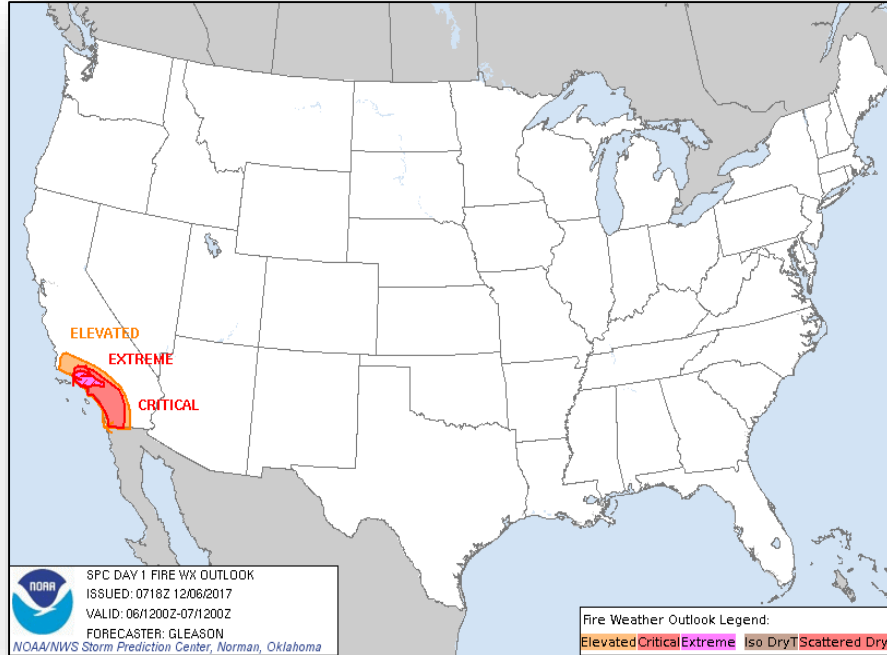 ELEVATED
EXTREME
CRITICAL
SPC DAY 1 FIRE WX OUTLOOK
ISSUED: 0718Z 12/06/2017
VALID: 06/1200Z-07/1200Z
FORECASTER: GLEASON
NOAA/NWS Storm Prediction Center, Norman, Oklahoma
NOAA
Fire Weather Outlook Legend:
Elevated Critical Extreme Iso DryT Scattered Dry